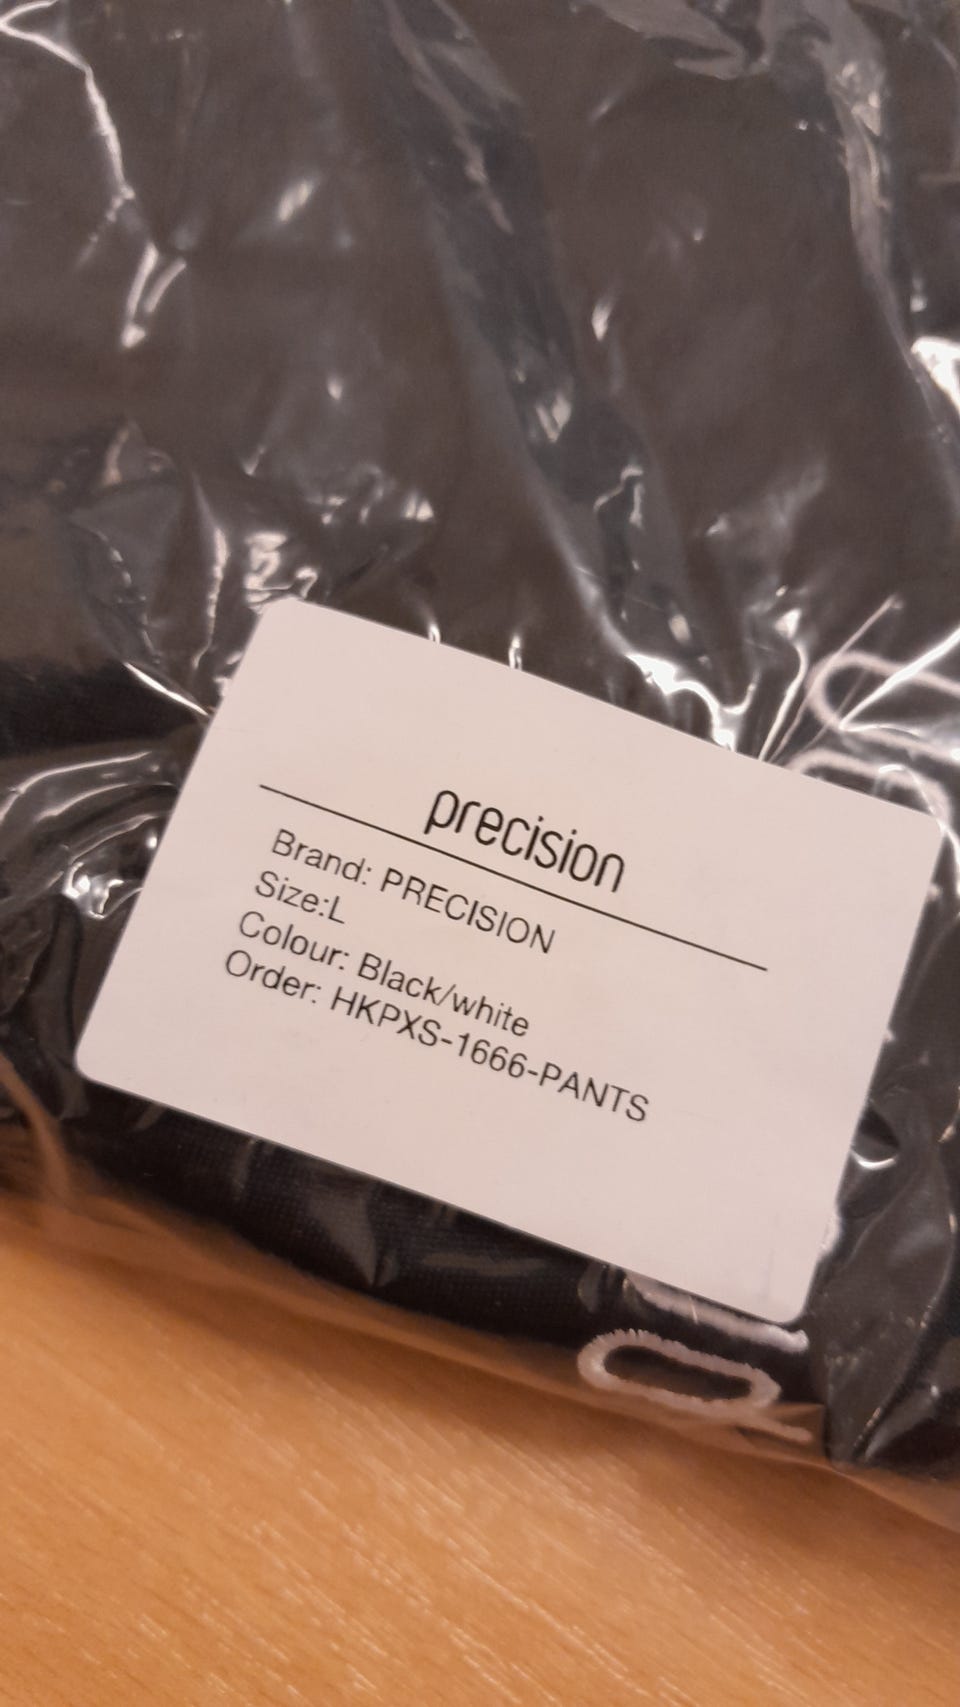 precision
Brand: PRECISION
Size:L
Colour: Black/white
Order: HKPXS-1666-PANTS